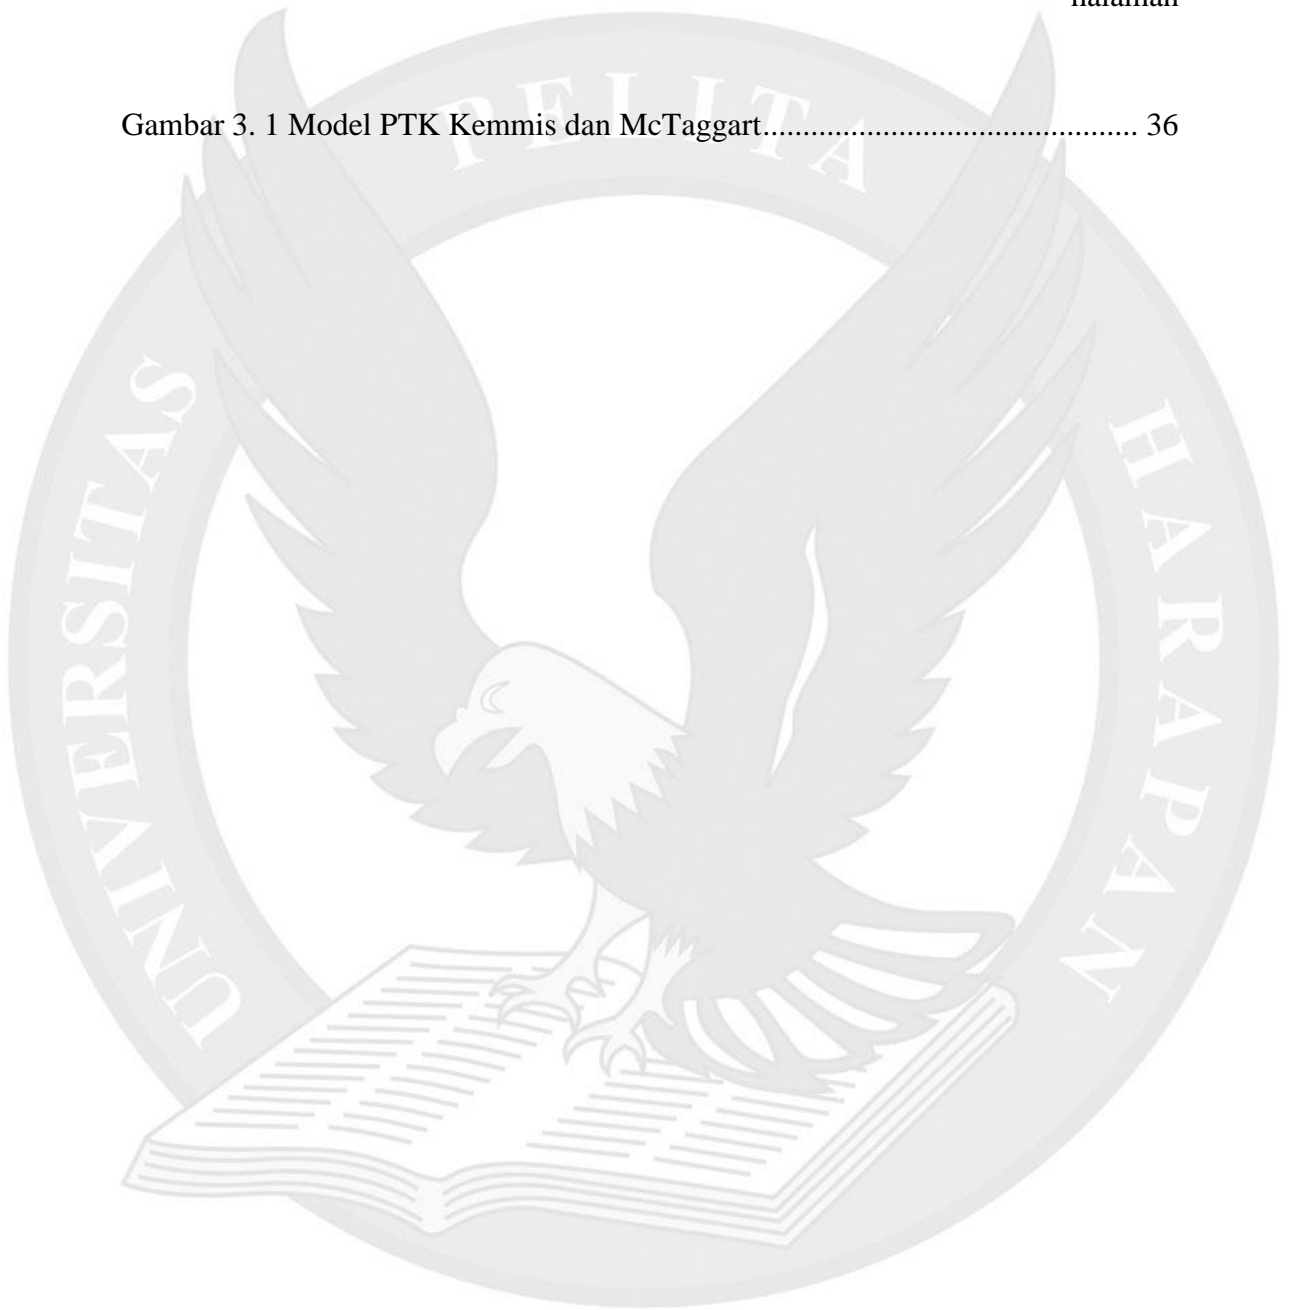 halaman
Gambar 3. 1 Model PTK Kemmis dan McTaggart............................................... 36
UNIVERSITAS PELITA HARAPAN